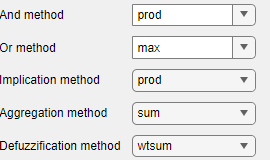 And method prod
Or method max
Implication method prod
Aggregation method sum
Defuzzification method wtsum